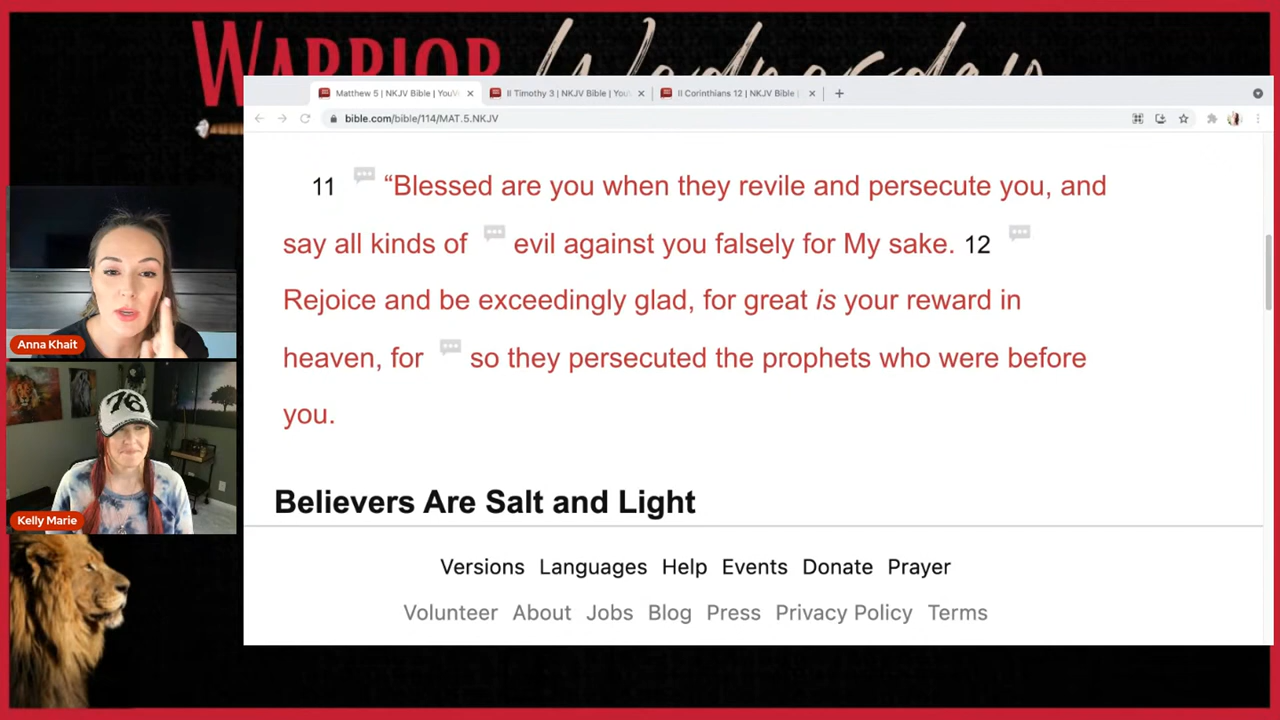 WARRIOR Wednesdays
Matthew 5 | NKJV Bible | YouV
II Timothy 3 | NKJV Bible | YouV
II Corinthians 12 | NKJV Bible |
bible.com/bible/114/MAT.5.NKJV
11 “Blessed are you when they revile and persecute you, and
say all kinds of evil against you falsely for My sake. 12
Rejoice and be exceedingly glad, for great is your reward in
heaven, for so they persecuted the prophets who were before
you.
Believers Are Salt and Light
Versions Languages Help Events Donate Prayer
Volunteer About Jobs Blog Press Privacy Policy Terms
Anna Khait
76
Kelly Marie